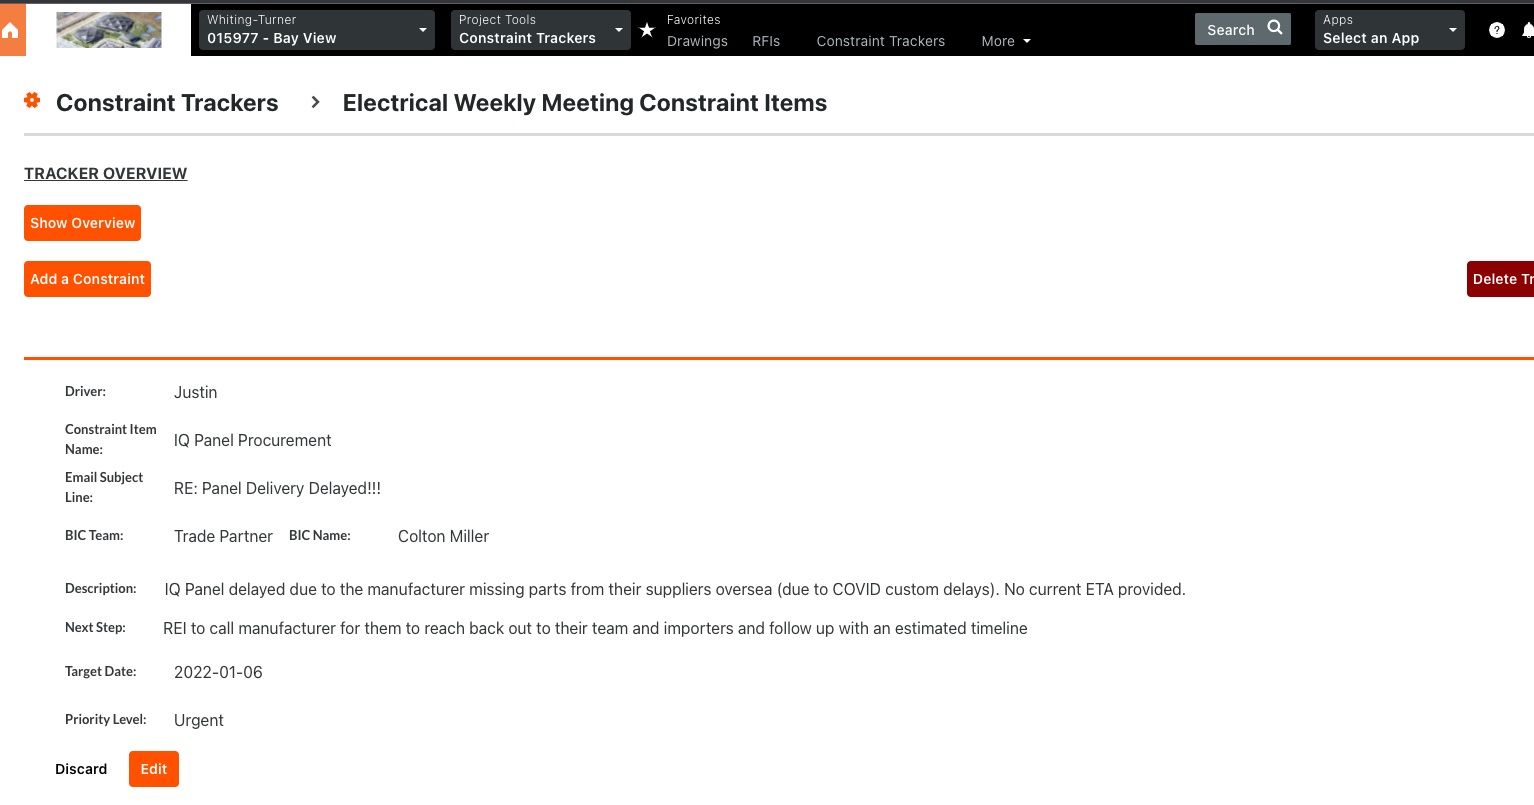 Whiting-Turner
015977 - Bay View
Project Tools
Constraint Trackers
Favorites
Drawings RFIs Constraint Trackers More
Search
Apps
Select an App
?
Constraint Trackers > Electrical Weekly Meeting Constraint Items
TRACKER OVERVIEW
Show Overview
Add a Constraint
Delete Tr
Driver: Justin
Constraint Item
Name:
IQ Panel Procurement
Email Subject
Line:
RE: Panel Delivery Delayed!!!
BIC Team: Trade Partner BIC Name: Colton Miller
Description: IQ Panel delayed due to the manufacturer missing parts from their suppliers oversea (due to COVID custom delays). No current ETA provided.
Next Step: REI to call manufacturer for them to reach back out to their team and importers and follow up with an estimated timeline
Target Date: 2022-01-06
Priority Level: Urgent
Discard Edit